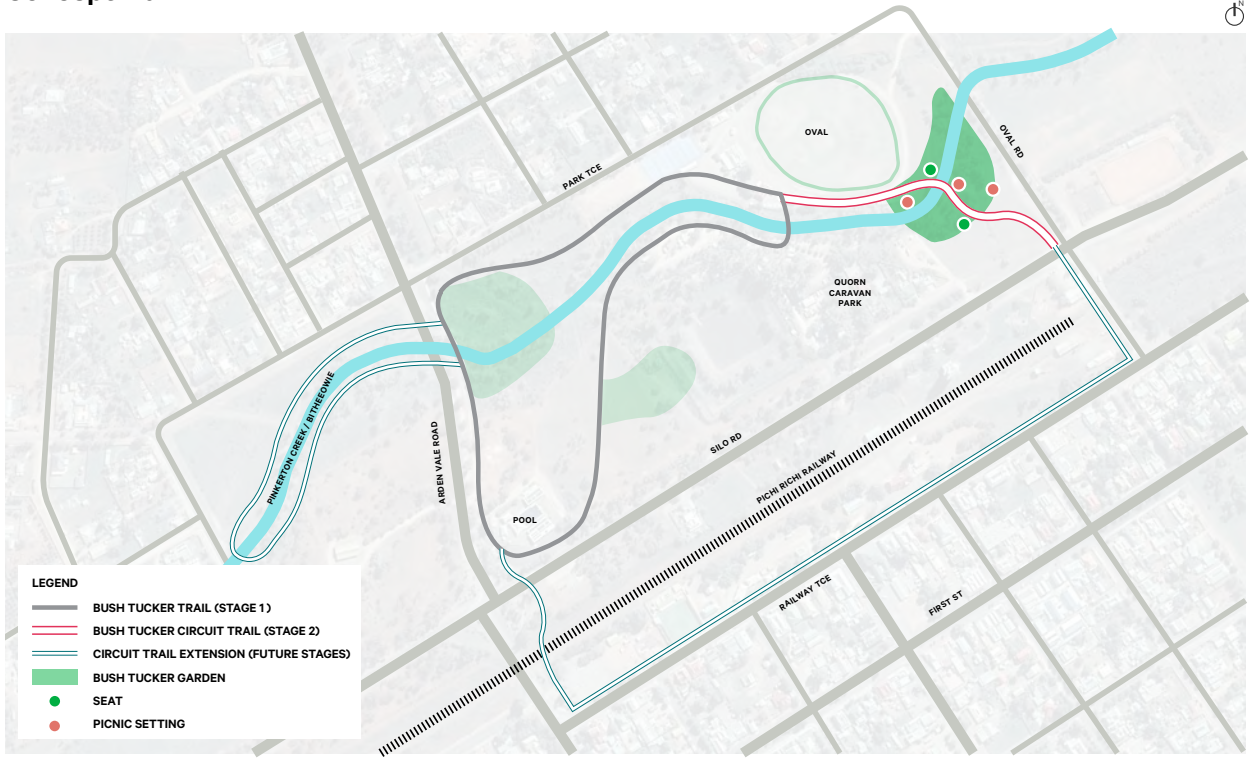 N
OVAL
OVAL RD
PARK TCE
QUORN
CARAVAN
PARK
PINKERTON CREEK / BITHEEOWIE
ARDEN VALE ROAD
SILO RD
PICHI RICHI RAILWAY
POOL
RAILWAY TCE
FIRST ST
LEGEND
BUSH TUCKER TRAIL (STAGE 1)
BUSH TUCKER CIRCUIT TRAIL (STAGE 2)
CIRCUIT TRAIL EXTENSION (FUTURE STAGES)
BUSH TUCKER GARDEN
SEAT
PICNIC SETTING